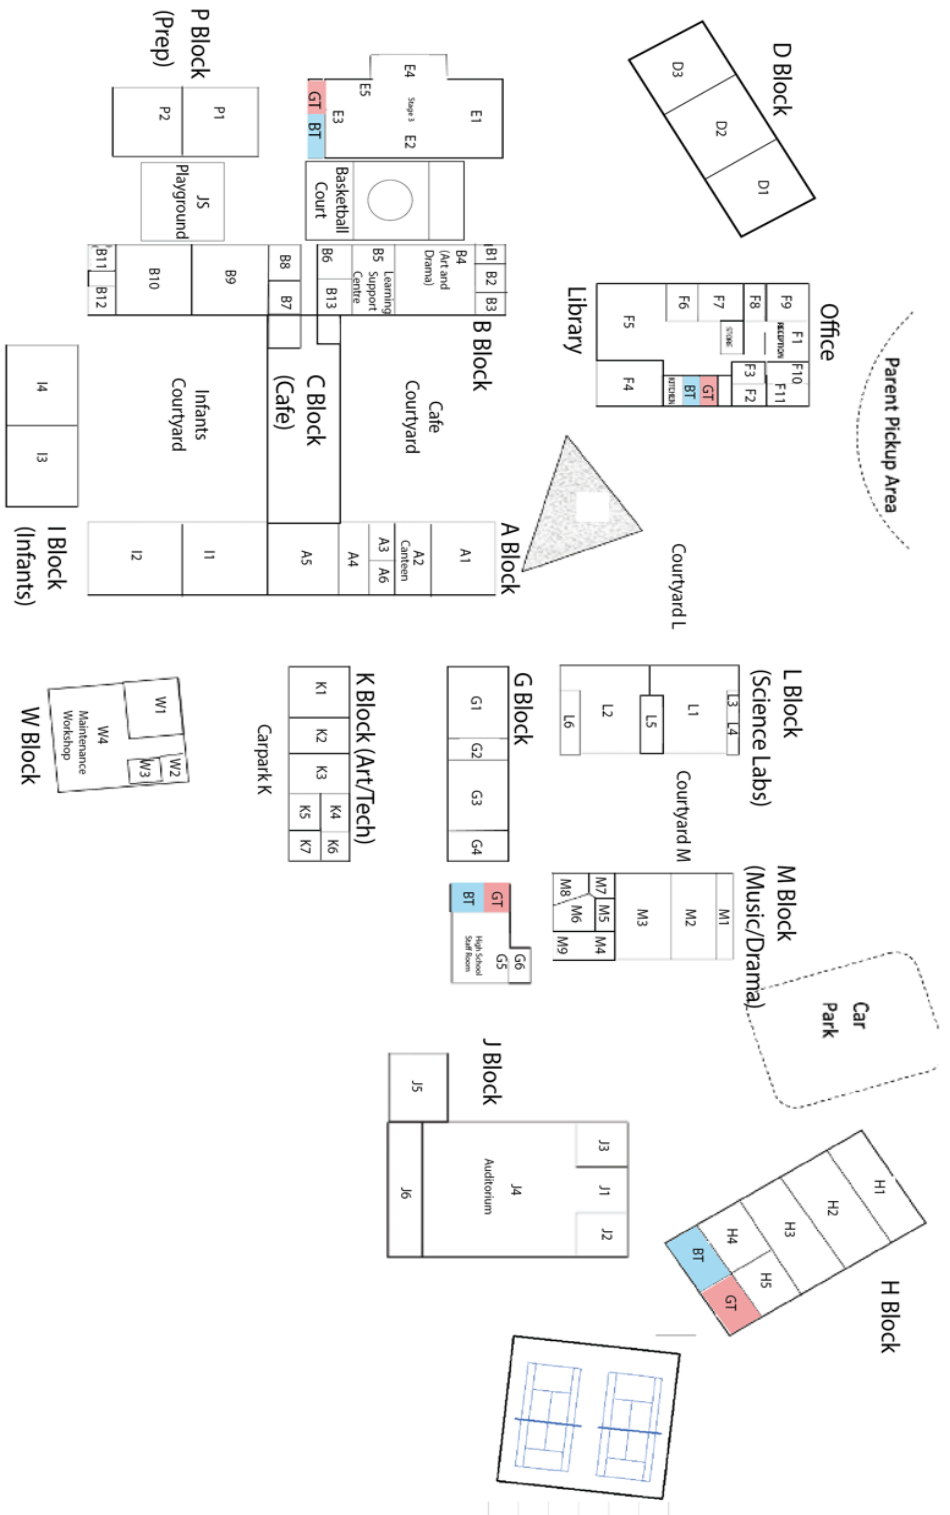 P Block
(Prep)
P1
P2
JS
Playground
E4
E5
Stage 3
E1
E3
E2
GT
BT
Basketball
Court
D Block
D3
D2
D1
B11
B12
B10
B9
B8
B7
B6
B13
B5
Learning
Support
Centre
B4
(Art and
Drama)
B1
B2
B3
B Block
Library
Office
F5
F4
F6
F7
F8
F9
STORE
F1
RECEPTION
F10
F3
F2
F11
KITCHEN
BT
GT
Parent Pickup Area
I4
I3
I Block
(Infants)
Infants
Courtyard
C Block
(Cafe)
Cafe
Courtyard
A Block
I2
I1
A5
A4
A3
A6
A2
Canteen
A1
Courtyard L
W Block
W1
W4
Maintenance
Workshop
W3
W2
Carpark K
K Block (Art/Tech)
K1
K2
K3
K5
K4
K7
K6
G Block
G1
G2
G3
G4
L Block
(Science Labs)
L6
L2
L5
L1
L3
L4
Courtyard M
M Block
(Music/Drama)
M8
M7
M6
M5
M9
M4
M3
M2
M1
BT
GT
High School
Staff Room
G5
G6
Car
Park
J Block
J5
J6
J4
Auditorium
J3
J1
J2
H Block
H1
H2
H3
H4
H5
BT
GT